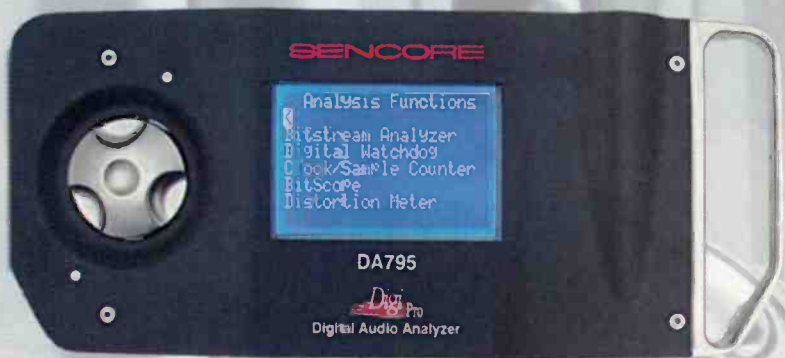 SENCORE
Analysis Functions
<
Bitstream Analyzer
Digital Watchdog
Clock/Sample Counter
BitScope
Distortion Meter
DA795
Digi Pro
Digital Audio Analyzer